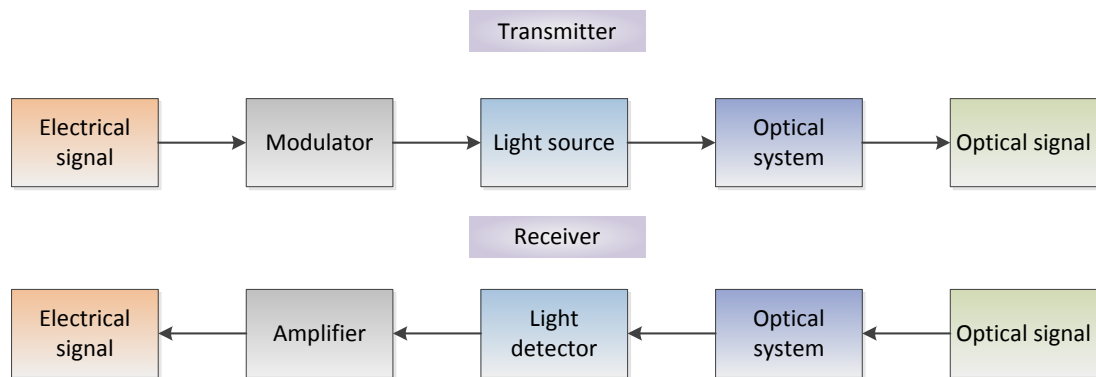 Transmitter
Electrical
signal
Modulator
Light source
Optical
system
Optical signal
Receiver
Electrical
signal
Amplifier
Light
detector
Optical
system
Optical signal